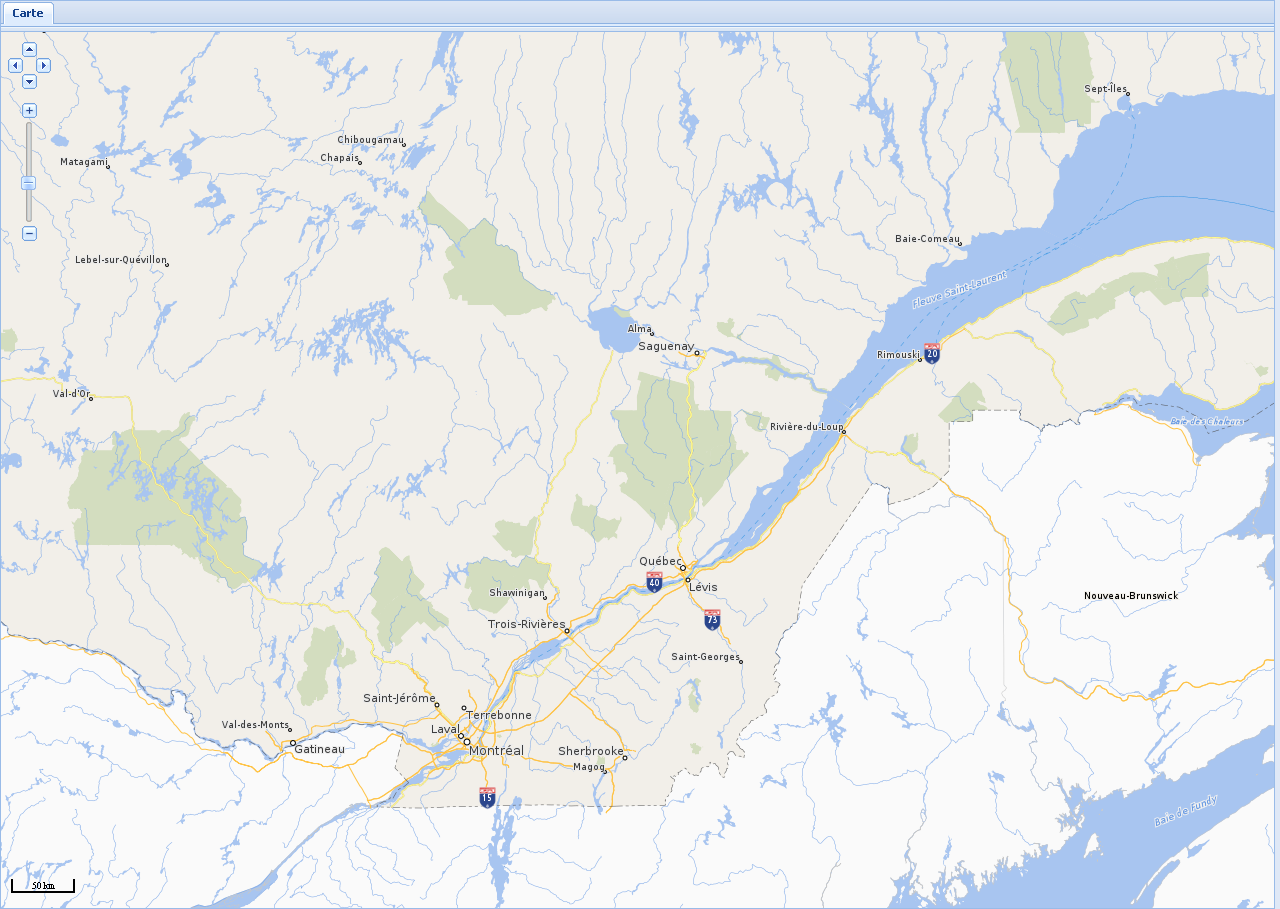 Carte
Sept-Îles
Chibougamau
Chapais
Matagami
Baie-Comeau
Lebel-sur-Quévillon
Fleuve Saint-Laurent
Alma
Saguenay
Rimouski
20
Val-d'Or
Rivière-du-Loup
Baie des Chaleurs
Québec
40
Lévis
Shawinigan
Nouveau-Brunswick
73
Trois-Rivières
Saint-Georges
Saint-Jérôme
Terrebonne
Val-des-Monts
Laval
Gatineau
Montréal
Sherbrooke
Magog
15
Baie de Fundy
50 km